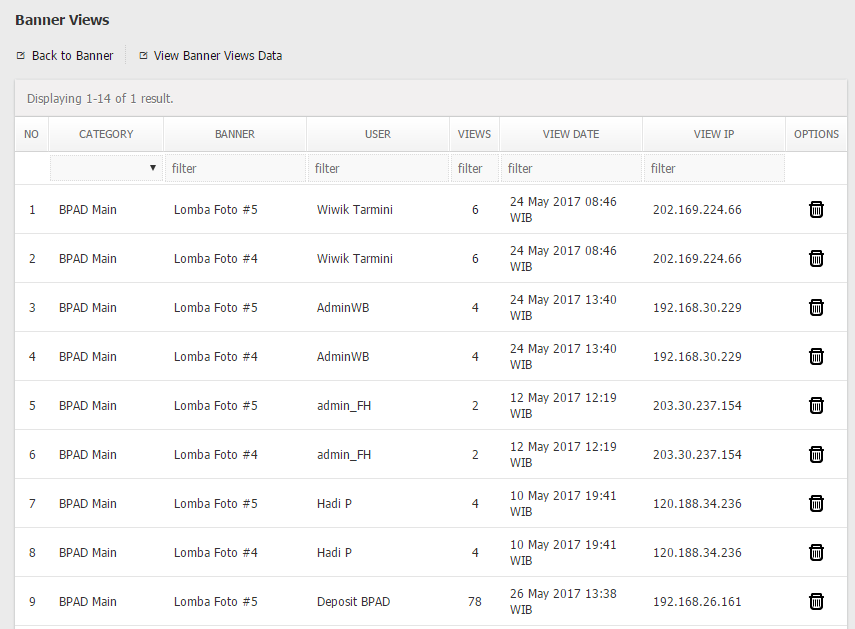 Banner Views
Back to Banner View Banner Views Data
Displaying 1-14 of 1 result.
NO CATEGORY BANNER USER VIEWS VIEW DATE VIEW IP OPTIONS
filter filter filter filter filter
1 BPAD Main Lomba Foto #5 Wiwik Tarmini 6 24 May 2017 08:46 WIB 202.169.224.66
2 BPAD Main Lomba Foto #4 Wiwik Tarmini 6 24 May 2017 08:46 WIB 202.169.224.66
3 BPAD Main Lomba Foto #5 AdminWB 4 24 May 2017 13:40 WIB 192.168.30.229
4 BPAD Main Lomba Foto #4 AdminWB 4 24 May 2017 13:40 WIB 192.168.30.229
5 BPAD Main Lomba Foto #5 admin_FH 2 12 May 2017 12:19 WIB 203.30.237.154
6 BPAD Main Lomba Foto #4 admin_FH 2 12 May 2017 12:19 WIB 203.30.237.154
7 BPAD Main Lomba Foto #5 Hadi P 4 10 May 2017 19:41 WIB 120.188.34.236
8 BPAD Main Lomba Foto #4 Hadi P 4 10 May 2017 19:41 WIB 120.188.34.236
9 BPAD Main Lomba Foto #5 Deposit BPAD 78 26 May 2017 13:38 WIB 192.168.26.161